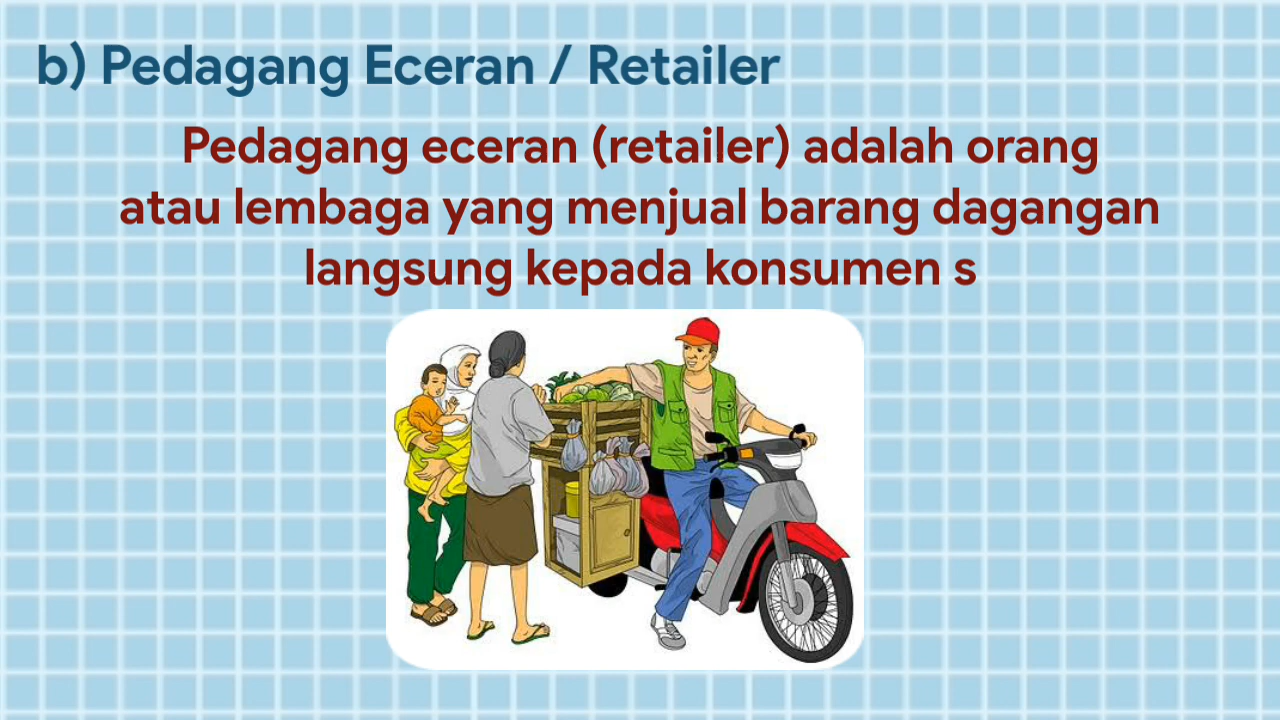 b) Pedagang Eceran / Retailer
Pedagang eceran (retailer) adalah orang
atau lembaga yang menjual barang dagangan
langsung kepada konsumen s